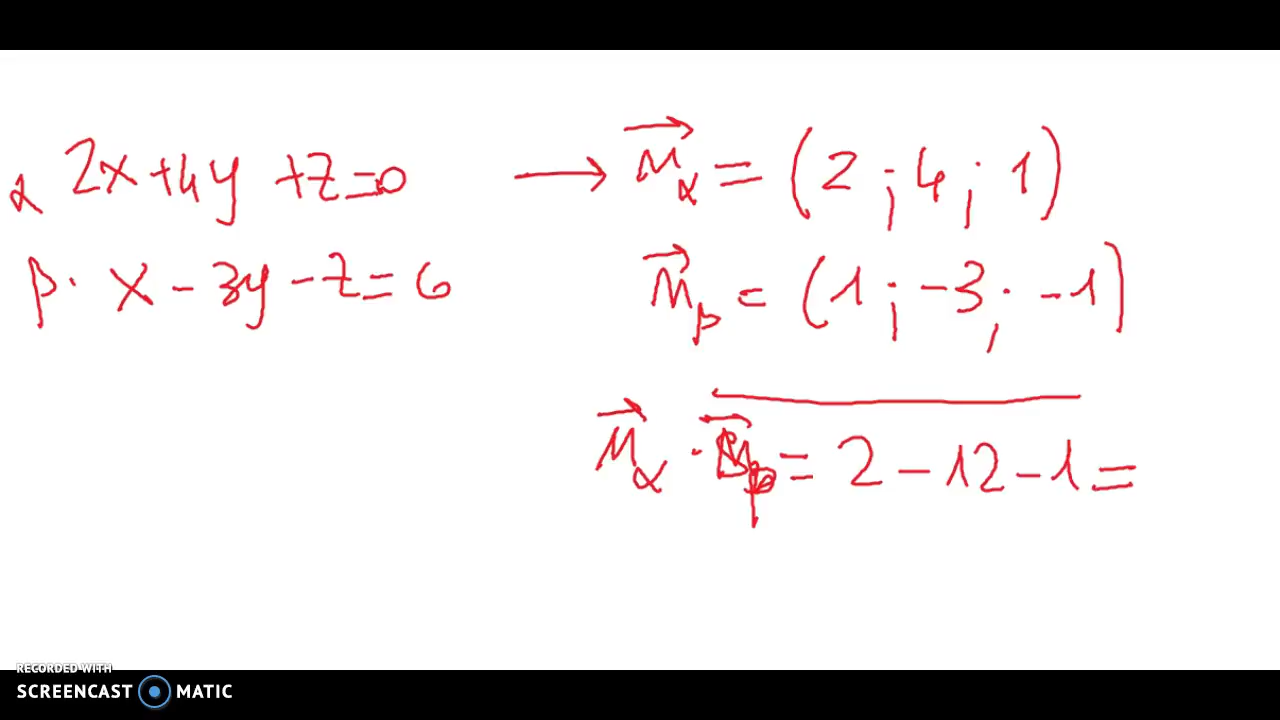 α 2x+4y+z=0 → n⃗α = (2 ; 4 ; 1)
β. x - 3y - z = 6 n⃗β = (1 ; -3 ; -1)
n⃗α · n⃗β = 2 - 12 - 1 =
RECORDED WITH
SCREENCAST MATIC